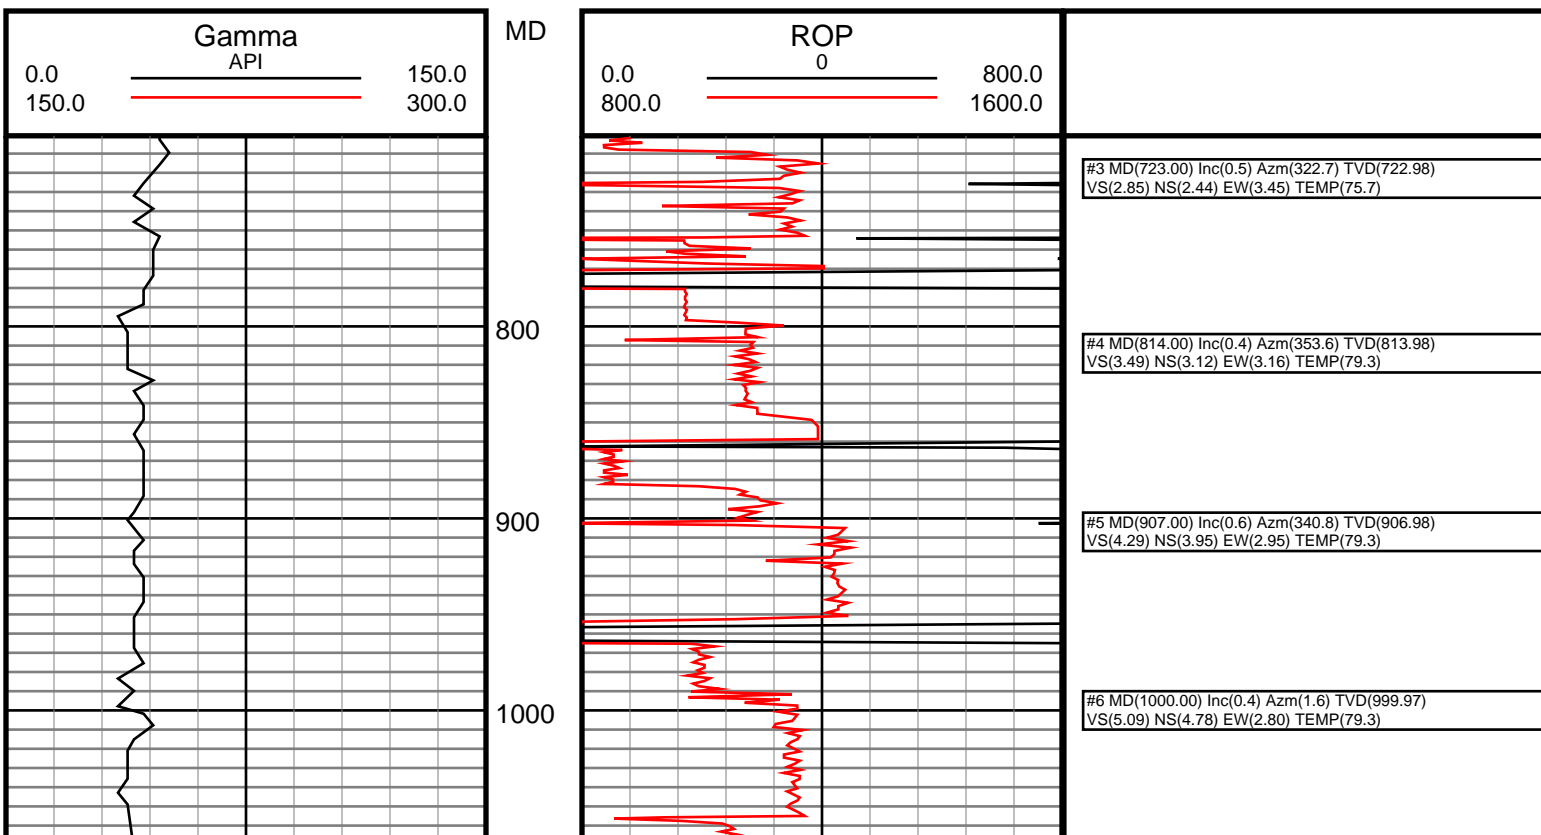 Gamma
API
0.0 150.0
150.0 300.0
MD
ROP
0
0.0 800.0
800.0 1600.0
#3 MD(723.00) Inc(0.5) Azm(322.7) TVD(722.98)
VS(2.85) NS(2.44) EW(3.45) TEMP(75.7)
800
#4 MD(814.00) Inc(0.4) Azm(353.6) TVD(813.98)
VS(3.49) NS(3.12) EW(3.16) TEMP(79.3)
900
#5 MD(907.00) Inc(0.6) Azm(340.8) TVD(906.98)
VS(4.29) NS(3.95) EW(2.95) TEMP(79.3)
1000
#6 MD(1000.00) Inc(0.4) Azm(1.6) TVD(999.97)
VS(5.09) NS(4.78) EW(2.80) TEMP(79.3)